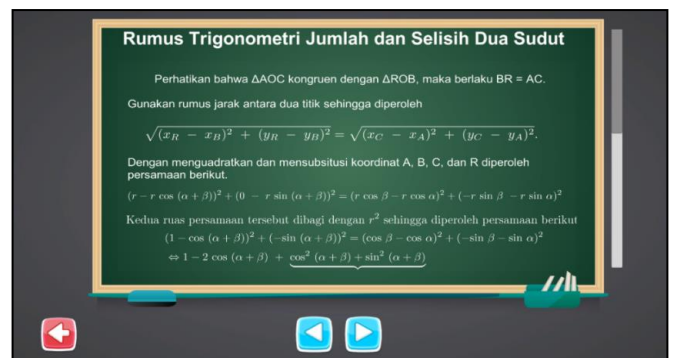 Rumus Trigonometri Jumlah dan Selisih Dua Sudut
Perhatikan bahwa ΔAOC kongruen dengan ΔROB, maka berlaku BR = AC.
Gunakan rumus jarak antara dua titik sehingga diperoleh
√((x_R − x_B)² + (y_R − y_B)²) = √((x_C − x_A)² + (y_C − y_A)²).
Dengan menguadratkan dan mensubsitusi koordinat A, B, C, dan R diperoleh
persamaan berikut.
(r − r cos (α + β))² + (0 − r sin (α + β))² = (r cos β − r cos α)² + (−r sin β − r sin α)²
Kedua ruas persamaan tersebut dibagi dengan r² sehingga diperoleh persamaan berikut
(1 − cos (α + β))² + (−sin (α + β))² = (cos β − cos α)² + (−sin β − sin α)²
⇔ 1 − 2 cos (α + β) + cos² (α + β) + sin² (α + β)